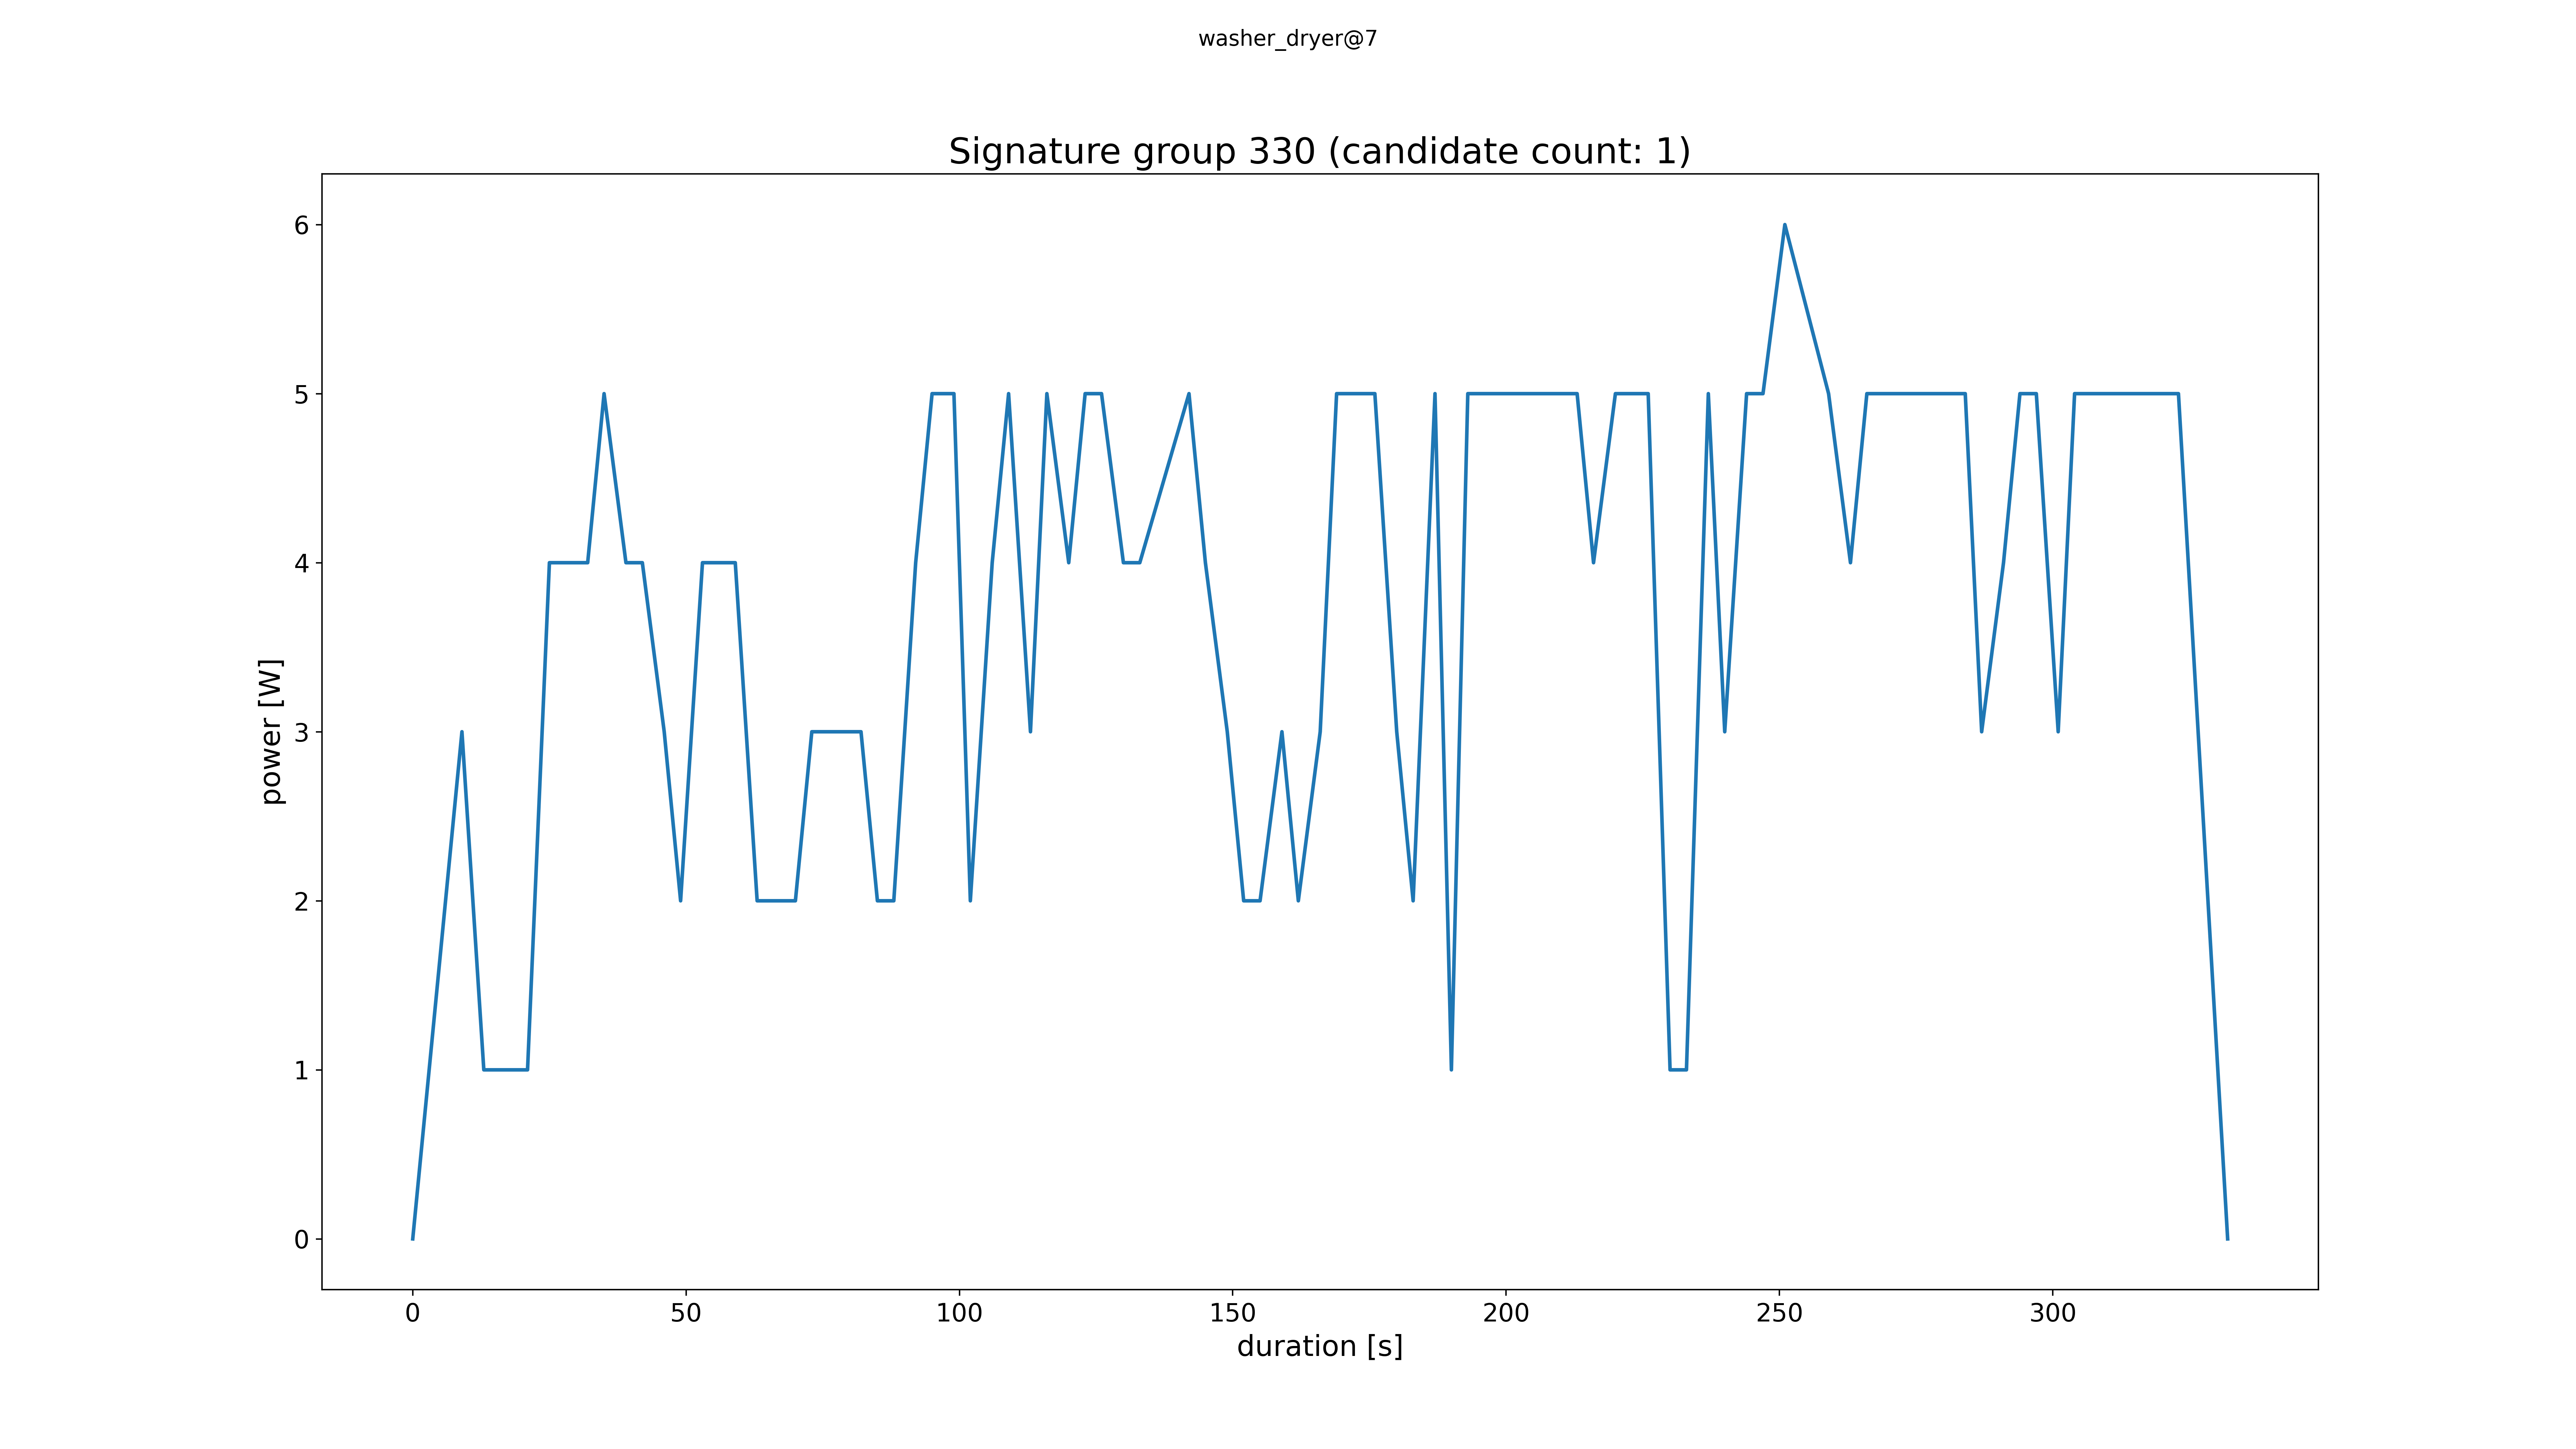 washer_dryer@7
Signature group 330 (candidate count: 1)
6
5
4
3
2
1
0
power [W]
0 50 100 150 200 250 300
duration [s]